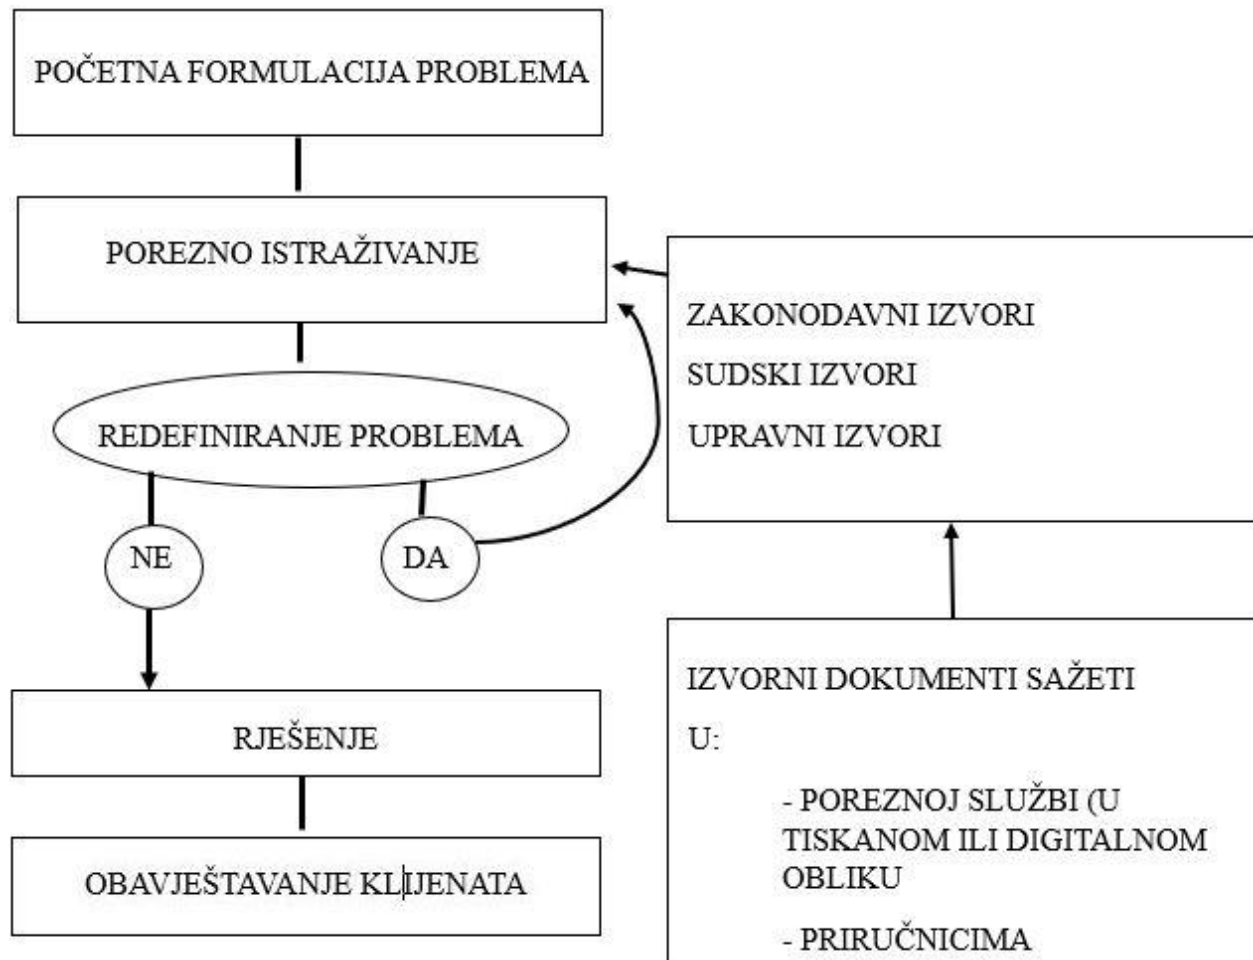 POČETNA FORMULACIJA PROBLEMA
POREZNO ISTRAŽIVANJE
REDEFINIRANJE PROBLEMA
NE
DA
RJEŠENJE
OBAVJEŠTAVANJE KLIJENATA
ZAKONODAVNI IZVORI
SUDSKI IZVORI
UPRAVNI IZVORI
IZVORNI DOKUMENTI SAŽETI
U:
- POREZNOJ SLUŽBI (U
TISKANOM ILI DIGITALNOM
OBLIKU
- PRIRUČNICIMA